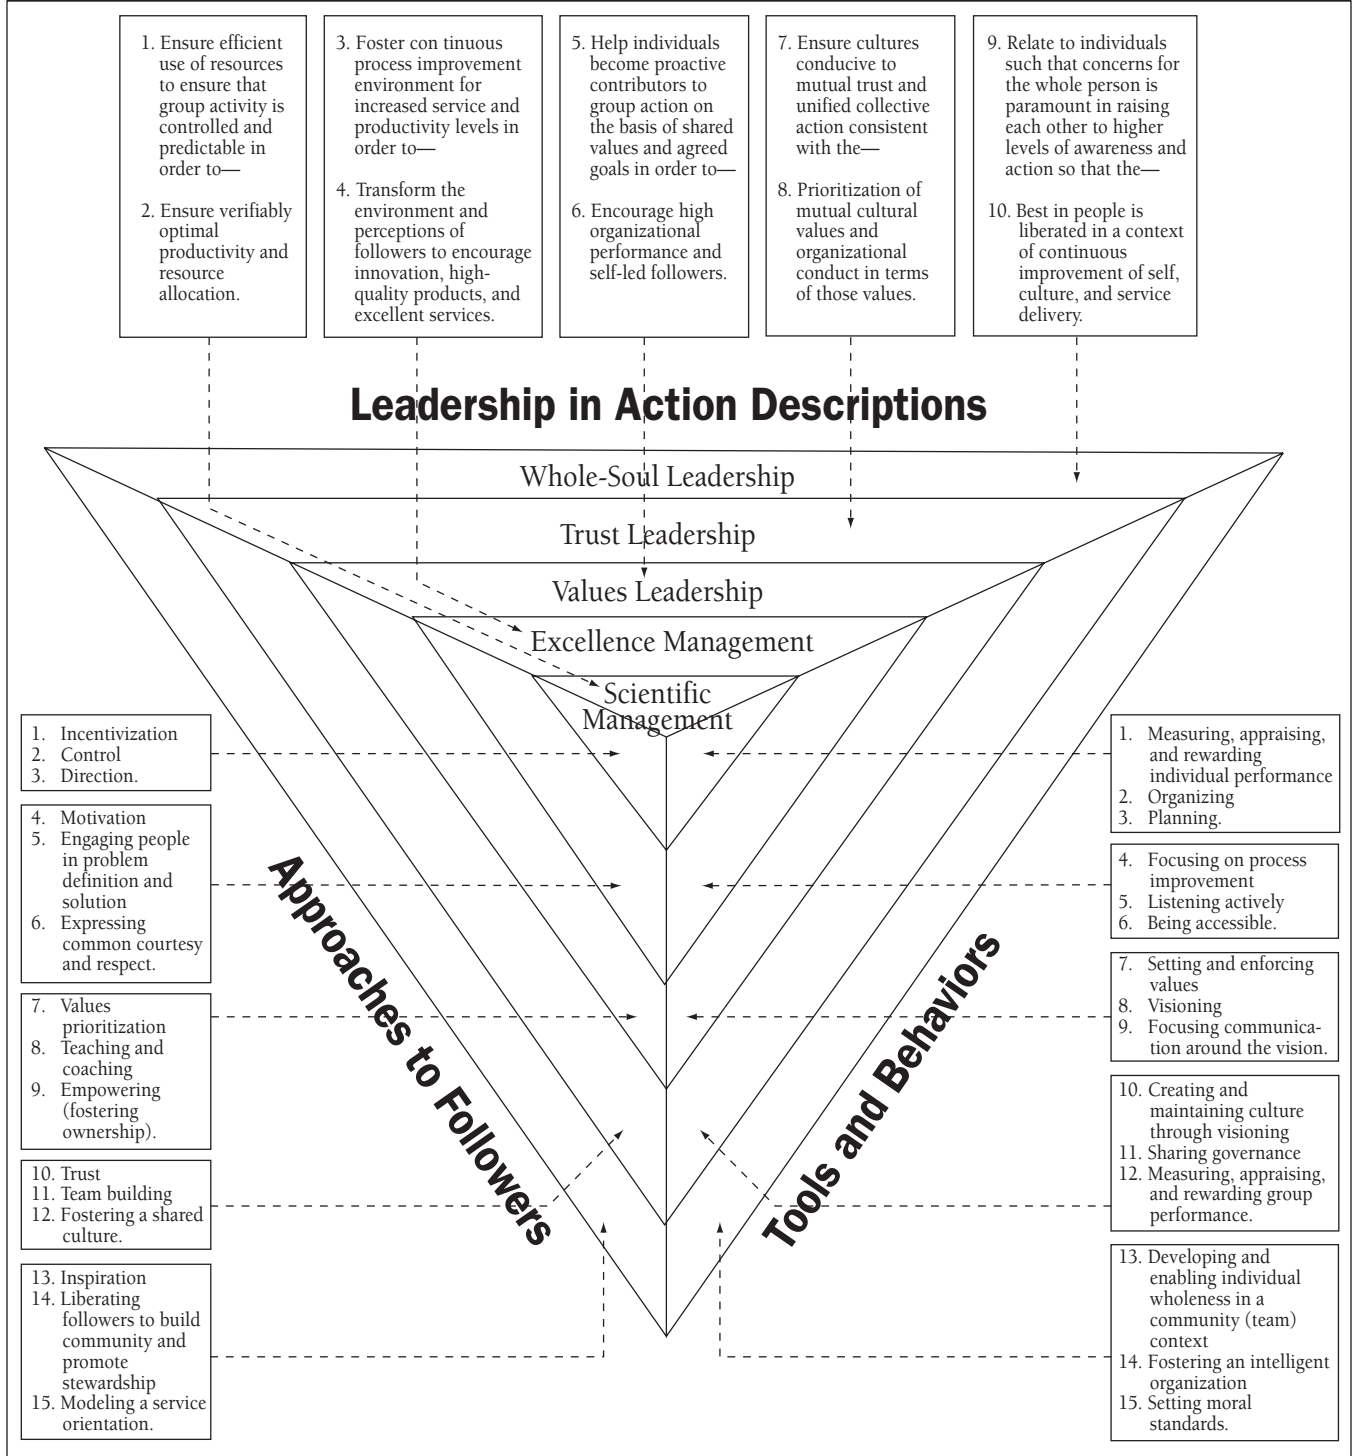 1. Ensure efficient
use of resources
to ensure that
group activity is
controlled and
predictable in
order to—
2. Ensure verifiably
optimal
productivity and
resource
allocation.
3. Foster con tinuous
process improvement
environment for
increased service and
productivity levels in
order to—
4. Transform the
environment and
perceptions of
followers to encourage
innovation, high-
quality products, and
excellent services.
5. Help individuals
become proactive
contributors to
group action on
the basis of shared
values and agreed
goals in order to—
6. Encourage high
organizational
performance and
self-led followers.
7. Ensure cultures
conducive to
mutual trust and
unified collective
action consistent
with the—
8. Prioritization of
mutual cultural
values and
organizational
conduct in terms
of those values.
9. Relate to individuals
such that concerns for
the whole person is
paramount in raising
each other to higher
levels of awareness and
action so that the—
10. Best in people is
liberated in a context
of continuous
improvement of self,
culture, and service
delivery.
Leadership in Action Descriptions
Whole-Soul Leadership
Trust Leadership
Values Leadership
Excellence Management
Scientific
Management
1. Incentivization
2. Control
3. Direction.
4. Motivation
5. Engaging people
in problem
definition and
solution
6. Expressing
common courtesy
and respect.
7. Values
prioritization
8. Teaching and
coaching
9. Empowering
(fostering
ownership).
10. Trust
11. Team building
12. Fostering a shared
culture.
13. Inspiration
14. Liberating
followers to build
community and
promote
stewardship
15. Modeling a service
orientation.
Approaches to Followers
Tools and Behaviors
1. Measuring, appraising,
and rewarding
individual performance
2. Organizing
3. Planning.
4. Focusing on process
improvement
5. Listening actively
6. Being accessible.
7. Setting and enforcing
values
8. Visioning
9. Focusing communica-
tion around the vision.
10. Creating and
maintaining culture
through visioning
11. Sharing governance
12. Measuring, appraising,
and rewarding group
performance.
13. Developing and
enabling individual
wholeness in a
community (team)
context
14. Fostering an intelligent
organization
15. Setting moral
standards.